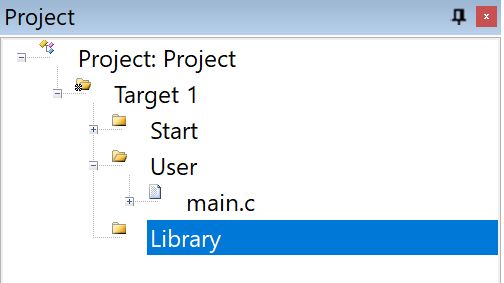 Project
Project: Project
Target 1
Start
User
main.c
Library